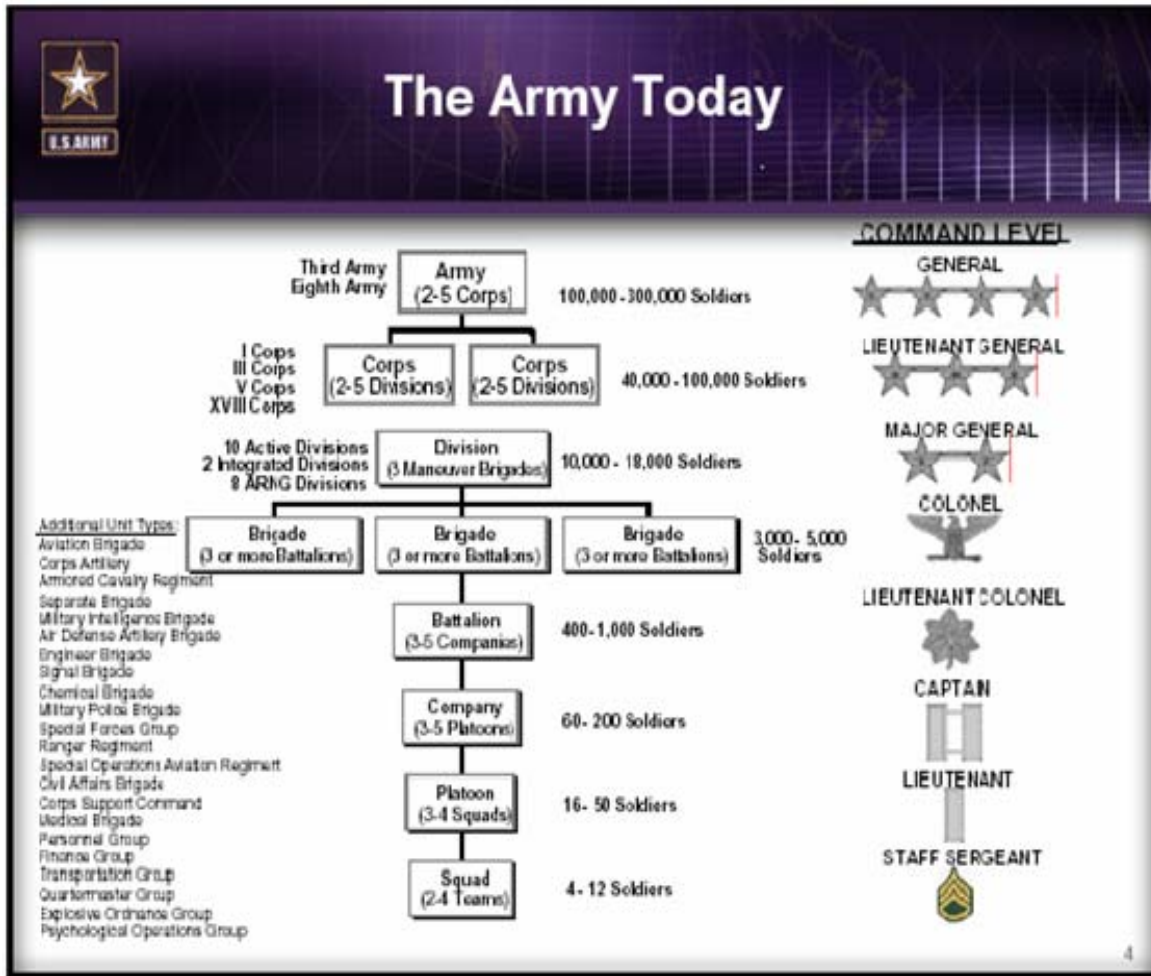 U.S.ARMY
The Army Today
Third Army
Eighth Army
Army
(2-5 Corps)
100,000 - 300,000 Soldiers
I Corps
III Corps
V Corps
XVIII Corps
Corps
(2-5 Divisions)
Corps
(2-5 Divisions)
40,000 - 100,000 Soldiers
10 Active Divisions
2 Integrated Divisions
8 ARNG Divisions
Division
(3 Maneuver Brigades)
10,000 - 18,000 Soldiers
Brigade
(3 or more Battalions)
Brigade
(3 or more Battalions)
Brigade
(3 or more Battalions)
3,000 - 5,000
Soldiers
Battalion
(3-5 Companies)
400-1,000 Soldiers
Company
(3-5 Platoons)
60- 200 Soldiers
Platoon
(3-4 Squads)
16- 50 Soldiers
Squad
(2-4 Teams)
4- 12 Soldiers
Additional Unit Types:
Aviation Brigade
Corps Artillery
Armored Cavalry Regiment
Separate Brigade
Military Intelligence Brigade
Air Defense Artillery Brigade
Engineer Brigade
Signal Brigade
Chemical Brigade
Military Police Brigade
Special Forces Group
Ranger Regiment
Special Operations Aviation Regiment
Civil Affairs Brigade
Corps Support Command
Medical Brigade
Personnel Group
Finance Group
Transportation Group
Quartermaster Group
Explosive Ordnance Group
Psychological Operations Group
COMMAND LEVEL
GENERAL
LIEUTENANT GENERAL
MAJOR GENERAL
COLONEL
LIEUTENANT COLONEL
CAPTAIN
LIEUTENANT
STAFF SERGEANT
4